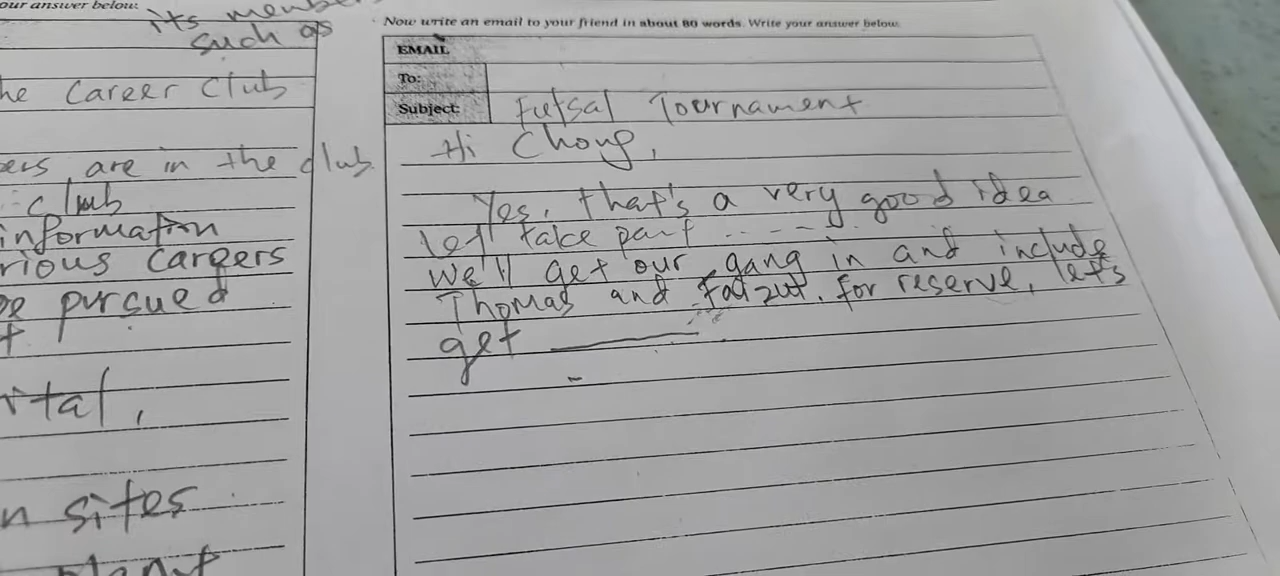 our answer below:
its member
such as
he career club
ers are in the club
club
information
rious careers
be pursued
rtal,
n sites
Now write an email to your friend in about 80 words. Write your answer below.
EMAIL
To:
Subject: Futsal Tournament
Hi Chong,
Yes, that's a very good idea
let take part -----.
We'll get our gang in and include
Thomas and Faizul. for reserve, let's
get